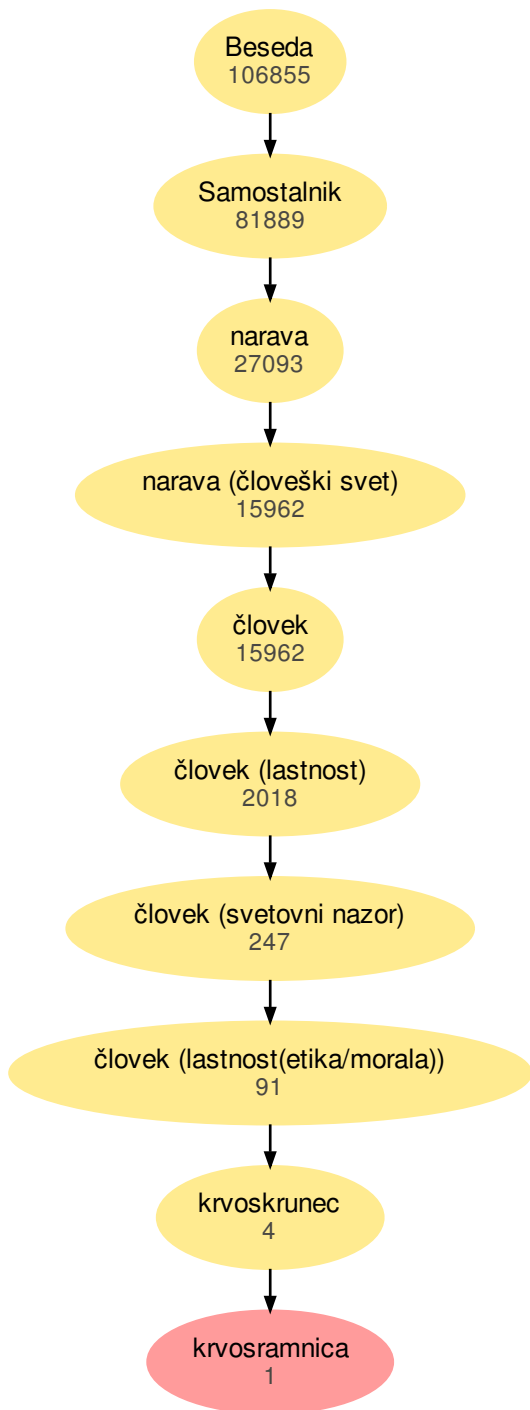 Beseda
106855
Samostalnik
81889
narava
27093
narava (človeški svet)
15962
človek
15962
človek (lastnost)
2018
človek (svetovni nazor)
247
človek (lastnost(etika/morala))
91
krvoskrunec
4
krvosramnica
1